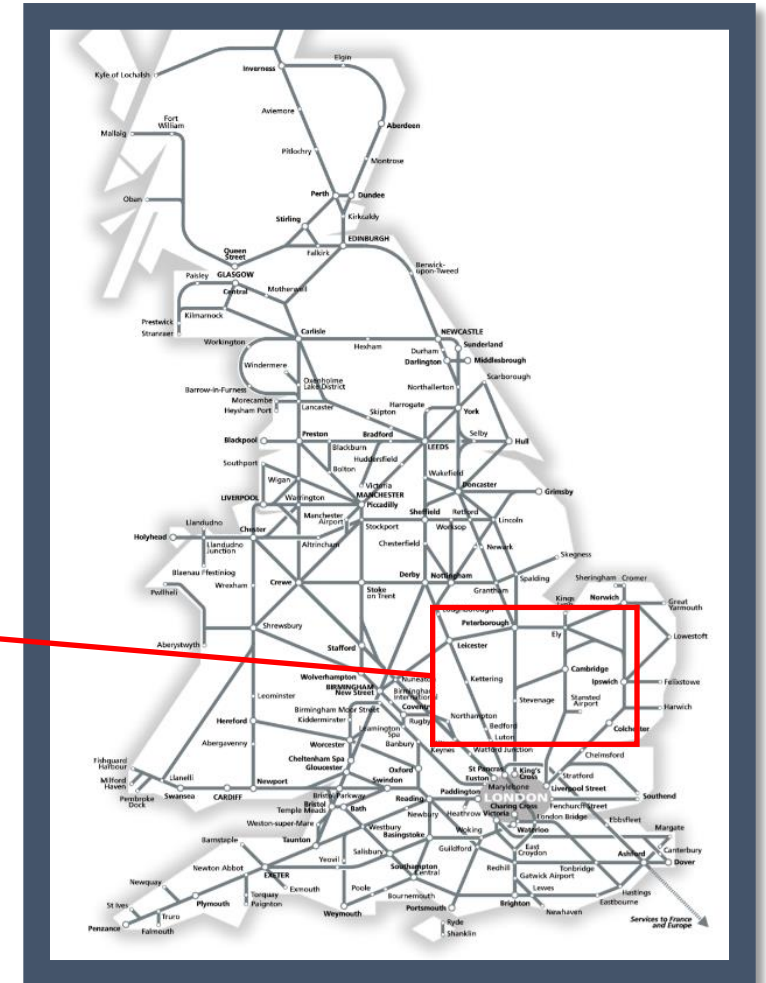 Elgin
Inverness
Kyle of Lochalsh
Aviemore
Fort
William
Mallaig
Aberdeen
Pitlochry
Montrose
Perth
Dundee
Oban
Stirling
Kirkcaldy
EDINBURGH
Falkirk
Queen
Street
GLASGOW
Central
Paisley
Motherwell
Berwick-
upon-Tweed
Prestwick
Stranraer
Kilmarnock
Carlisle
Hexham
NEWCASTLE
Sunderland
Durham
Darlington
Middlesbrough
Workington
Windermere
Oxenholme
Lake District
Barrow-in-Furness
Northallerton
Scarborough
Morecambe
Heysham Port
Lancaster
Skipton
Harrogate
York
Blackpool
Preston
Blackburn
Bradford
LEEDS
Selby
Hull
Southport
Bolton
Huddersfield
Wakefield
Wigan
Victoria
MANCHESTER
Piccadilly
Doncaster
Grimsby
LIVERPOOL
Warrington
Manchester
Airport
Stockport
Sheffield
Retford
Worksop
Lincoln
Llandudno
Holyhead
Llandudno
Junction
Chester
Altrincham
Chesterfield
Newark
Skegness
Blaenau Ffestiniog
Pwllheli
Wrexham
Crewe
Stoke
on Trent
Derby
Nottingham
Grantham
Spalding
Sheringham
Cromer
Norwich
Great
Yarmouth
Loughborough
Peterborough
Kings
Ely
Lowestoft
Aberystwyth
Shrewsbury
Stafford
Leicester
Wolverhampton
BIRMINGHAM
New Street
Nuneaton
Birmingham
International
Coventry
Kettering
Cambridge
Ipswich
Felixstowe
Leominster
Birmingham Moor Street
Kidderminster
Rugby
Northampton
Stevenage
Stansted
Airport
Harwich
Hereford
Leamington
Spa
Bedford
Colchester
Abergavenny
Worcester
Banbury
Keynes
Luton
Watford Junction
Chelmsford
Cheltenham Spa
Gloucester
Oxford
St Pancras
Euston
King's
Cross
Stratford
Fishguard
Harbour
Milford
Haven
Pembroke
Dock
Llanelli
Swansea
CARDIFF
Newport
Swindon
Marylebone
Paddington
LONDON
Liverpool Street
Southend
Bristol Parkway
Bristol
Temple Meads
Bath
Reading
Heathrow
Victoria
Charing Cross
Fenchurch Street
London Bridge
Waterloo
Ebbsfleet
Margate
Weston-super-Mare
Newbury
Westbury
Basingstoke
Woking
East
Croydon
Canterbury
Barnstaple
Taunton
Salisbury
Guildford
Ashford
Dover
Newton Abbot
Yeovil
Southampton
Central
Redhill
Tonbridge
Gatwick Airport
EXETER
Newquay
Exmouth
Poole
Bournemouth
Lewes
Hastings
Eastbourne
St Ives
Plymouth
Torquay
Paignton
Weymouth
Portsmouth
Brighton
Newhaven
Truro
Penzance
Falmouth
Ryde
Shanklin
Services to France
and Europe